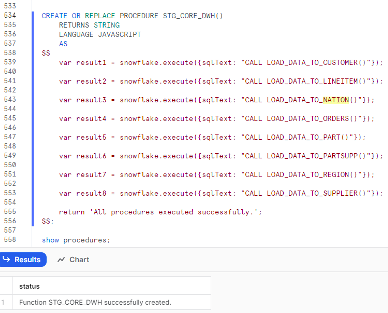 533
534 CREATE OR REPLACE PROCEDURE STG_CORE_DWH()
535 RETURNS STRING
536 LANGUAGE JAVASCRIPT
537 AS
538 $$
539 var result1 = snowflake.execute({sqlText: "CALL LOAD_DATA_TO_CUSTOMER()"});
540
541 var result2 = snowflake.execute({sqlText: "CALL LOAD_DATA_TO_LINEITEM()"});
542
543 var result3 = snowflake.execute({sqlText: "CALL LOAD_DATA_TO_NATION()"});
544
545 var result4 = snowflake.execute({sqlText: "CALL LOAD_DATA_TO_ORDERS()"});
546
547 var result5 = snowflake.execute({sqlText: "CALL LOAD_DATA_TO_PART()"});
548
549 var result6 = snowflake.execute({sqlText: "CALL LOAD_DATA_TO_PARTSUPP()"});
550
551 var result7 = snowflake.execute({sqlText: "CALL LOAD_DATA_TO_REGION()"});
552
553 var result8 = snowflake.execute({sqlText: "CALL LOAD_DATA_TO_SUPPLIER()"});
554
555 return 'All procedures executed successfully.';
556 $$;
557
558 show procedures;
Results Chart
status
1 Function STG_CORE_DWH successfully created.